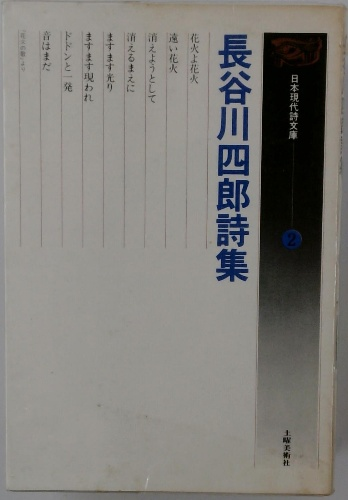 日本現代詩文庫
2
土曜美術社
長谷川四郎詩集
花火よ花火
遠い花火
消えようとして
消えるまえに
ますます光り
ますます現われ
ドドンと一発
音はまだ